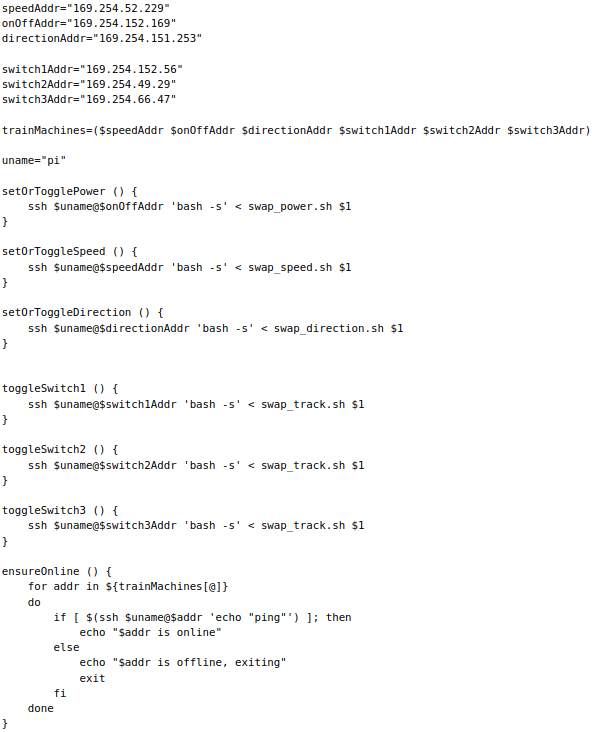 speedAddr="169.254.52.229"
onOffAddr="169.254.152.169"
directionAddr="169.254.151.253"

switch1Addr="169.254.152.56"
switch2Addr="169.254.49.29"
switch3Addr="169.254.66.47"

trainMachines=($speedAddr $onOffAddr $directionAddr $switch1Addr $switch2Addr $switch3Addr)

uname="pi"

setOrTogglePower () {
    ssh $uname@$onOffAddr 'bash -s' < swap_power.sh $1
}

setOrToggleSpeed () {
    ssh $uname@$speedAddr 'bash -s' < swap_speed.sh $1
}

setOrToggleDirection () {
    ssh $uname@$directionAddr 'bash -s' < swap_direction.sh $1
}


toggleSwitch1 () {
    ssh $uname@$switch1Addr 'bash -s' < swap_track.sh $1
}

toggleSwitch2 () {
    ssh $uname@$switch2Addr 'bash -s' < swap_track.sh $1
}

toggleSwitch3 () {
    ssh $uname@$switch3Addr 'bash -s' < swap_track.sh $1
}

ensureOnline () {
    for addr in ${trainMachines[@]}
    do
        if [ $(ssh $uname@$addr 'echo "ping"') ]; then
            echo "$addr is online"
        else
            echo "$addr is offline, exiting"
            exit
        fi
    done
}